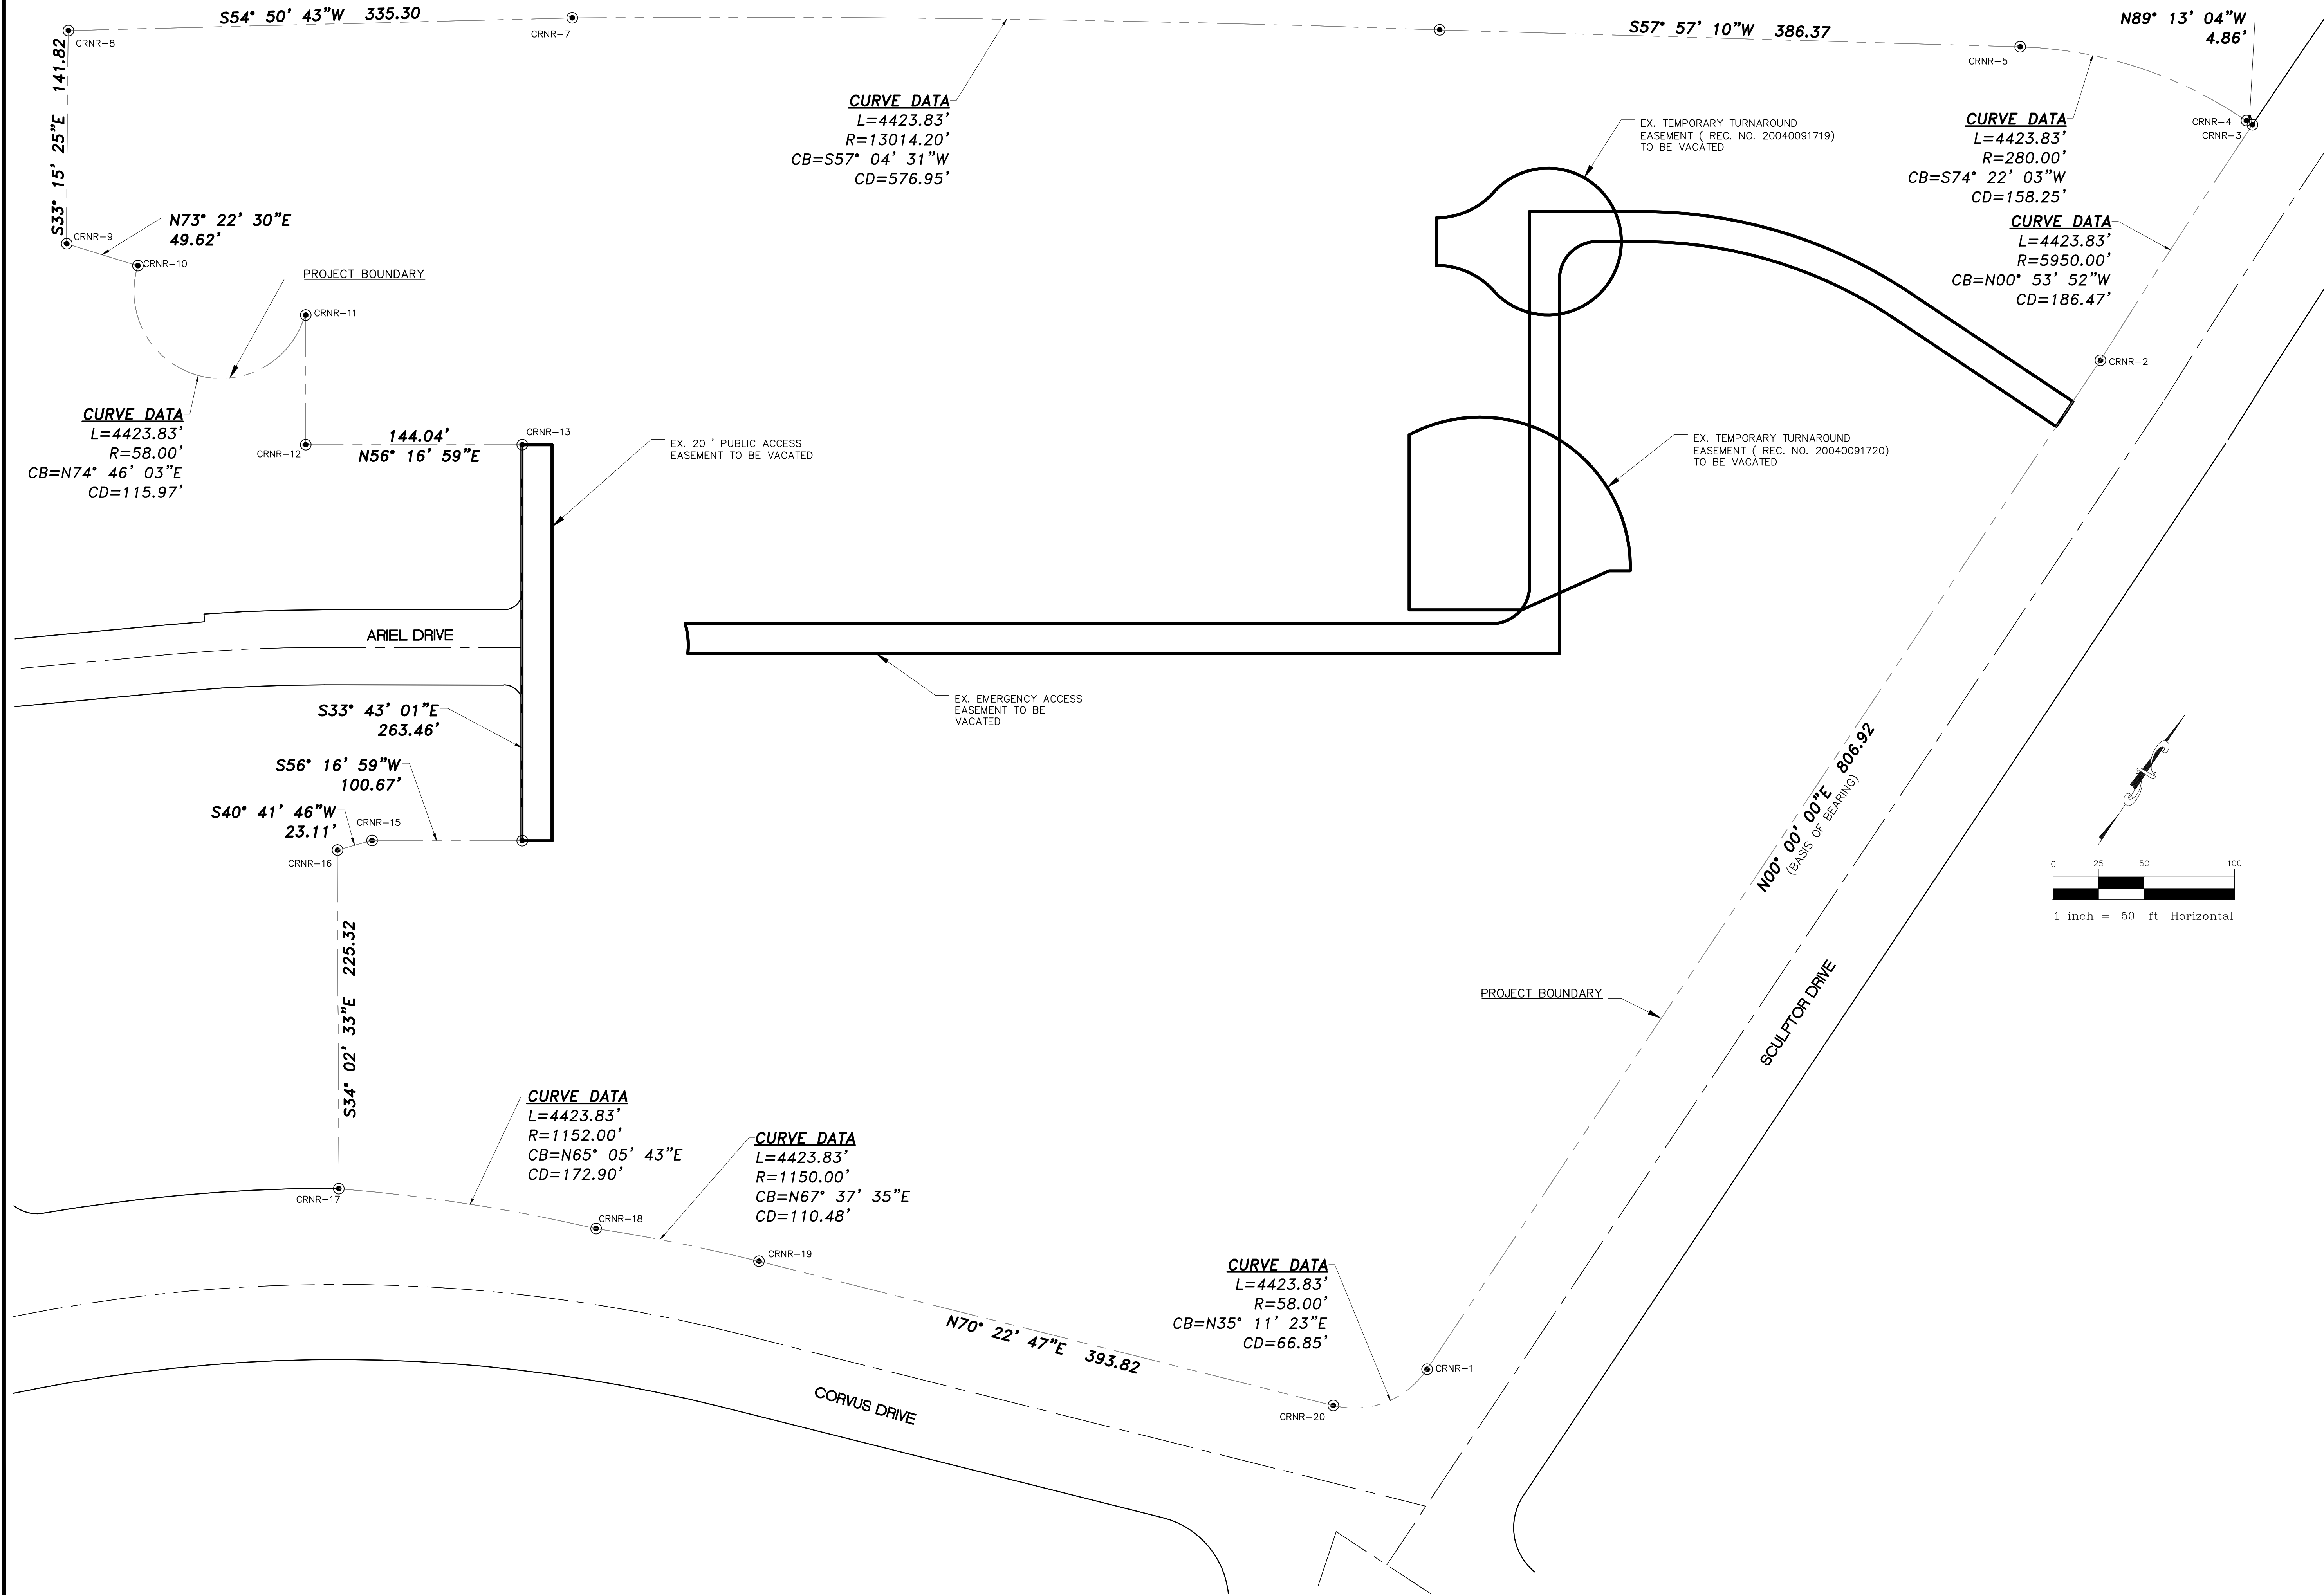 S54° 50' 43"W 335.30
CRNR-8
CRNR-7
S57° 57' 10"W 386.37
CRNR-5
N89° 13' 04"W
4.86'
CRNR-4
CRNR-3
S33° 15' 25"E 141.82
CURVE DATA
L=4423.83'
R=13014.20'
CB=S57° 04' 31"W
CD=576.95'
EX. TEMPORARY TURNAROUND
EASEMENT ( REC. NO. 20040091719)
TO BE VACATED
CURVE DATA
L=4423.83'
R=280.00'
CB=S74° 22' 03"W
CD=158.25'
CURVE DATA
L=4423.83'
R=5950.00'
CB=N00° 53' 52"W
CD=186.47'
N73° 22' 30"E
49.62'
CRNR-9
CRNR-10
PROJECT BOUNDARY
CRNR-11
CRNR-2
CURVE DATA
L=4423.83'
R=58.00'
CB=N74° 46' 03"E
CD=115.97'
CRNR-12
144.04'
N56° 16' 59"E
CRNR-13
EX. 20 ' PUBLIC ACCESS
EASEMENT TO BE VACATED
EX. TEMPORARY TURNAROUND
EASEMENT ( REC. NO. 20040091720)
TO BE VACATED
ARIEL DRIVE
EX. EMERGENCY ACCESS
EASEMENT TO BE
VACATED
S33° 43' 01"E
263.46'
S56° 16' 59"W
100.67'
S40° 41' 46"W
23.11'
CRNR-15
CRNR-16
N00° 00' 00"E 806.92
(BASIS OF BEARING)
0 25 50 100
1 inch = 50 ft. Horizontal
S34° 02' 33"E 225.32
PROJECT BOUNDARY
SCULPTOR DRIVE
CRNR-17
CURVE DATA
L=4423.83'
R=1152.00'
CB=N65° 05' 43"E
CD=172.90'
CRNR-18
CURVE DATA
L=4423.83'
R=1150.00'
CB=N67° 37' 35"E
CD=110.48'
CRNR-19
N70° 22' 47"E 393.82
CURVE DATA
L=4423.83'
R=58.00'
CB=N35° 11' 23"E
CD=66.85'
CRNR-1
CRNR-20
CORVUS DRIVE